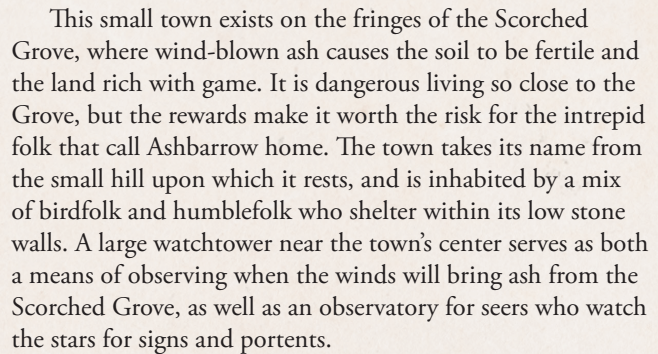 This small town exists on the fringes of the Scorched
Grove, where wind-blown ash causes the soil to be fertile and
the land rich with game. It is dangerous living so close to the
Grove, but the rewards make it worth the risk for the intrepid
folk that call Ashbarrow home. The town takes its name from
the small hill upon which it rests, and is inhabited by a mix
of birdfolk and humblefolk who shelter within its low stone
walls. A large watchtower near the town’s center serves as both
a means of observing when the winds will bring ash from the
Scorched Grove, as well as an observatory for seers who watch
the stars for signs and portents.